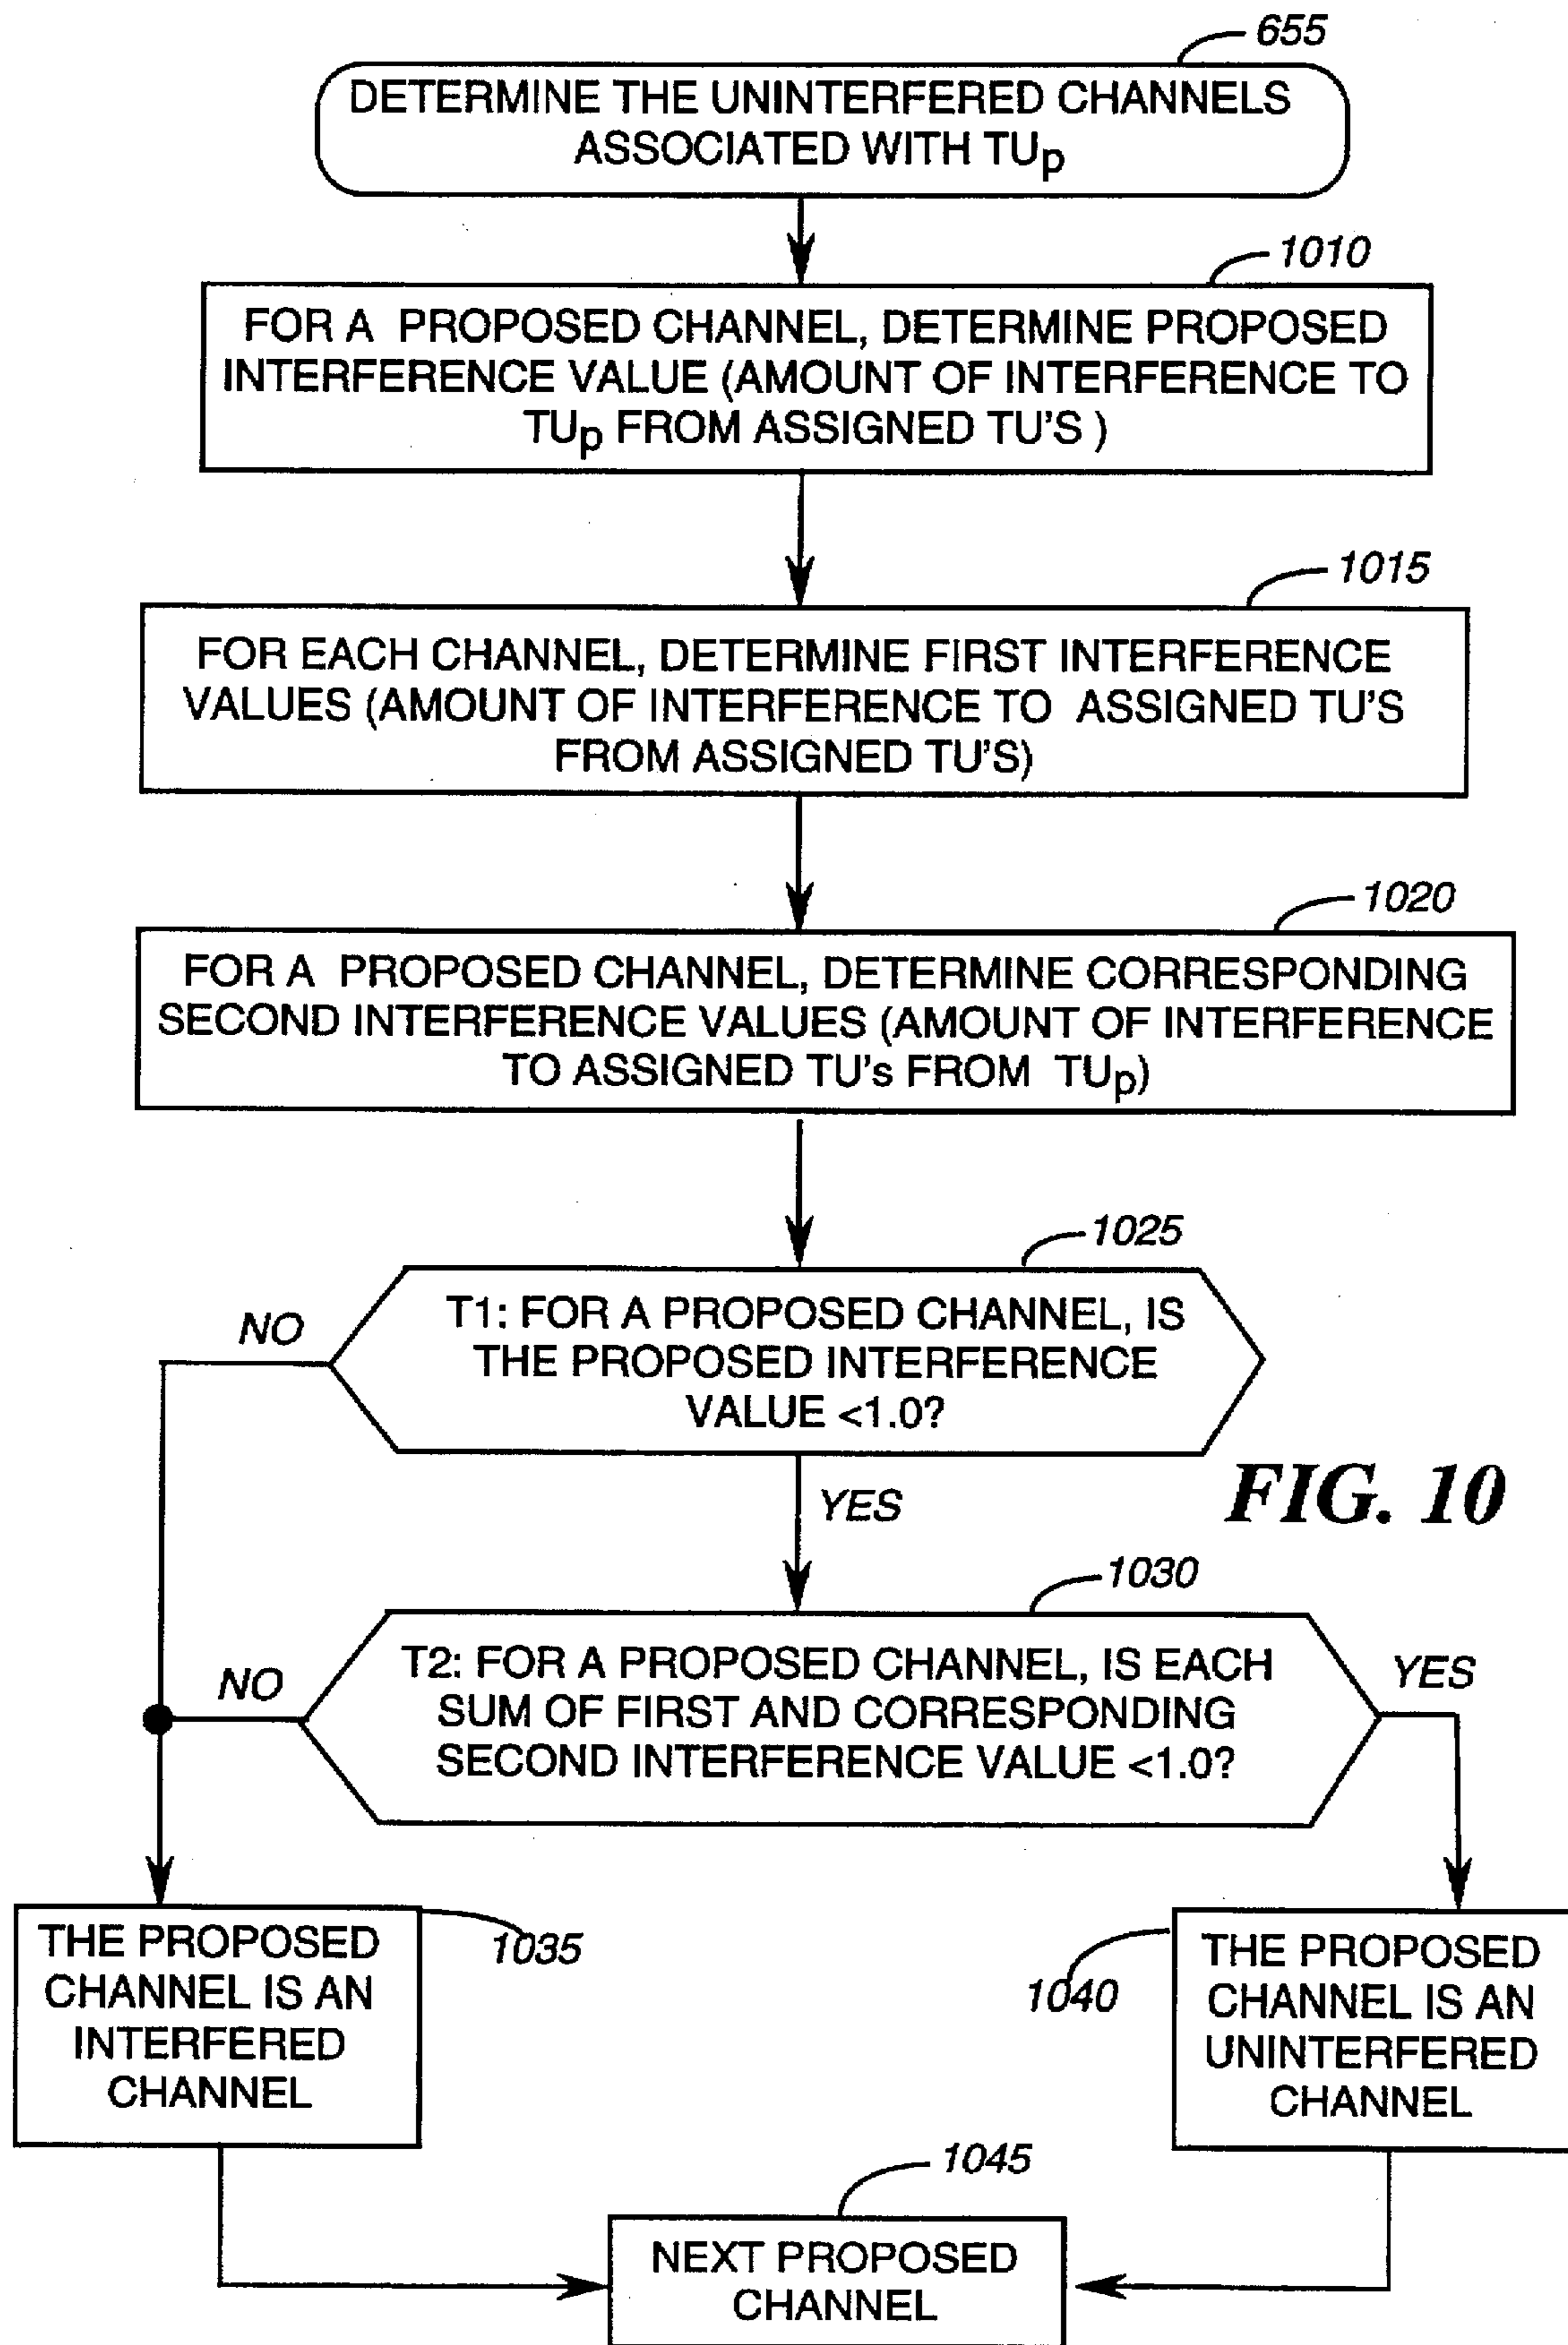 655
DETERMINE THE UNINTERFERED CHANNELS
ASSOCIATED WITH TUp
1010
FOR A PROPOSED CHANNEL, DETERMINE PROPOSED
INTERFERENCE VALUE (AMOUNT OF INTERFERENCE TO
TUp FROM ASSIGNED TU'S )
1015
FOR EACH CHANNEL, DETERMINE FIRST INTERFERENCE
VALUES (AMOUNT OF INTERFERENCE TO ASSIGNED TU'S
FROM ASSIGNED TU'S)
1020
FOR A PROPOSED CHANNEL, DETERMINE CORRESPONDING
SECOND INTERFERENCE VALUES (AMOUNT OF INTERFERENCE
TO ASSIGNED TU's FROM TUp)
1025
NO
T1: FOR A PROPOSED CHANNEL, IS
THE PROPOSED INTERFERENCE
VALUE <1.0?
YES
FIG. 10
1030
NO
T2: FOR A PROPOSED CHANNEL, IS EACH
SUM OF FIRST AND CORRESPONDING
SECOND INTERFERENCE VALUE <1.0?
YES
THE PROPOSED
CHANNEL IS AN
INTERFERED
CHANNEL
1035
1040
THE PROPOSED
CHANNEL IS AN
UNINTERFERED
CHANNEL
1045
NEXT PROPOSED
CHANNEL